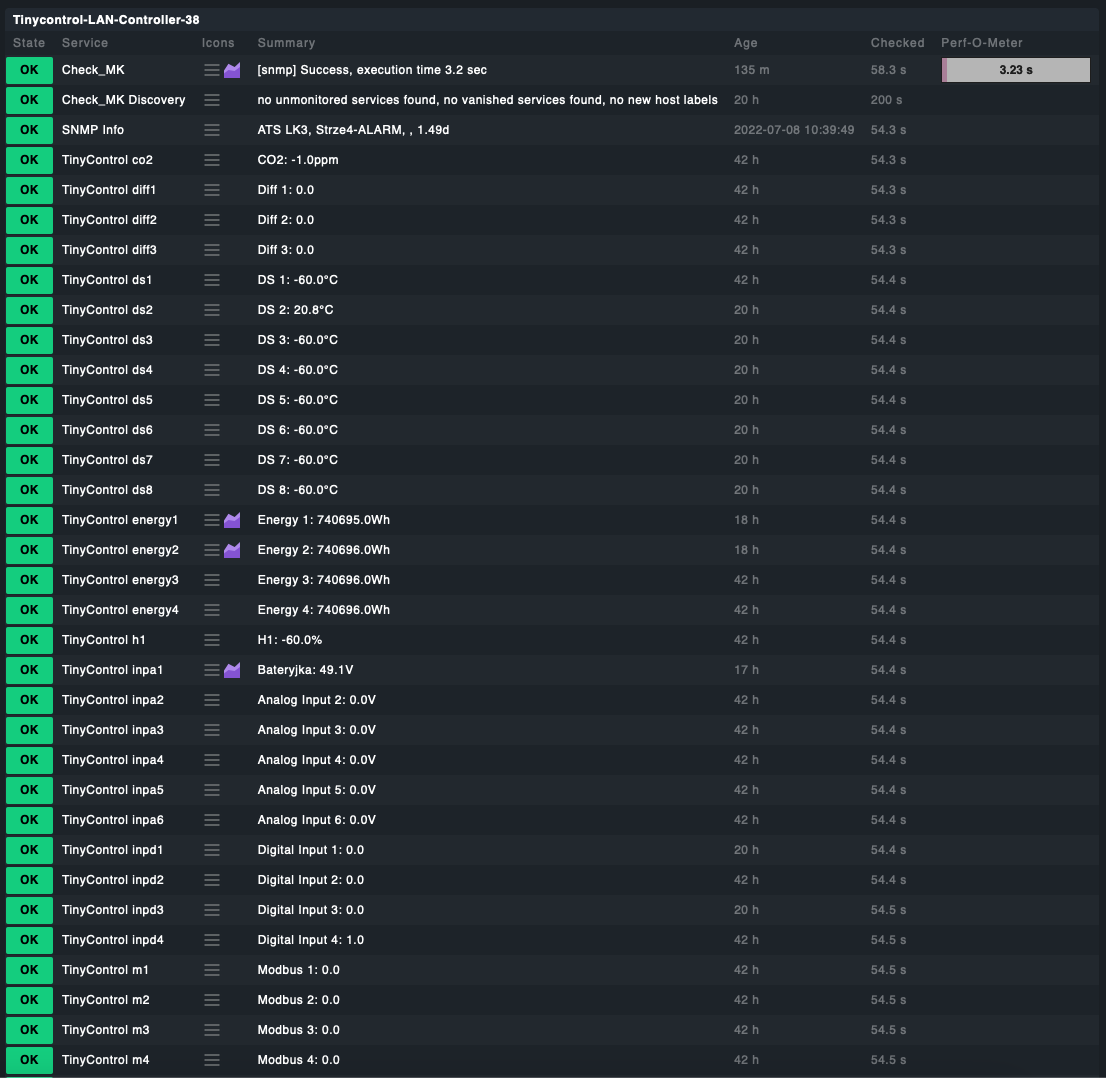 Tinycontrol-LAN-Controller-38
State Service Icons Summary Age Checked Perf-O-Meter
OK Check_MK [snmp] Success, execution time 3.2 sec 135 m 58.3 s 3.23 s
OK Check_MK Discovery no unmonitored services found, no vanished services found, no new host labels 20 h 200 s
OK SNMP Info ATS LK3, Strze4-ALARM, , 1.49d 2022-07-08 10:39:49 54.3 s
OK TinyControl co2 CO2: -1.0ppm 42 h 54.3 s
OK TinyControl diff1 Diff 1: 0.0 42 h 54.3 s
OK TinyControl diff2 Diff 2: 0.0 42 h 54.3 s
OK TinyControl diff3 Diff 3: 0.0 42 h 54.3 s
OK TinyControl ds1 DS 1: -60.0°C 42 h 54.3 s
OK TinyControl ds2 DS 2: 20.8°C 20 h 54.4 s
OK TinyControl ds3 DS 3: -60.0°C 20 h 54.4 s
OK TinyControl ds4 DS 4: -60.0°C 20 h 54.4 s
OK TinyControl ds5 DS 5: -60.0°C 20 h 54.4 s
OK TinyControl ds6 DS 6: -60.0°C 20 h 54.4 s
OK TinyControl ds7 DS 7: -60.0°C 20 h 54.4 s
OK TinyControl ds8 DS 8: -60.0°C 20 h 54.4 s
OK TinyControl energy1 Energy 1: 740695.0Wh 18 h 54.4 s
OK TinyControl energy2 Energy 2: 740696.0Wh 18 h 54.4 s
OK TinyControl energy3 Energy 3: 740696.0Wh 42 h 54.4 s
OK TinyControl energy4 Energy 4: 740696.0Wh 42 h 54.4 s
OK TinyControl h1 H1: -60.0% 42 h 54.4 s
OK TinyControl inpa1 Bateryjka: 49.1V 17 h 54.4 s
OK TinyControl inpa2 Analog Input 2: 0.0V 42 h 54.4 s
OK TinyControl inpa3 Analog Input 3: 0.0V 42 h 54.4 s
OK TinyControl inpa4 Analog Input 4: 0.0V 42 h 54.4 s
OK TinyControl inpa5 Analog Input 5: 0.0V 42 h 54.4 s
OK TinyControl inpa6 Analog Input 6: 0.0V 42 h 54.4 s
OK TinyControl inpd1 Digital Input 1: 0.0 20 h 54.4 s
OK TinyControl inpd2 Digital Input 2: 0.0 42 h 54.4 s
OK TinyControl inpd3 Digital Input 3: 0.0 20 h 54.5 s
OK TinyControl inpd4 Digital Input 4: 1.0 42 h 54.5 s
OK TinyControl m1 Modbus 1: 0.0 42 h 54.5 s
OK TinyControl m2 Modbus 2: 0.0 42 h 54.5 s
OK TinyControl m3 Modbus 3: 0.0 42 h 54.5 s
OK TinyControl m4 Modbus 4: 0.0 42 h 54.5 s